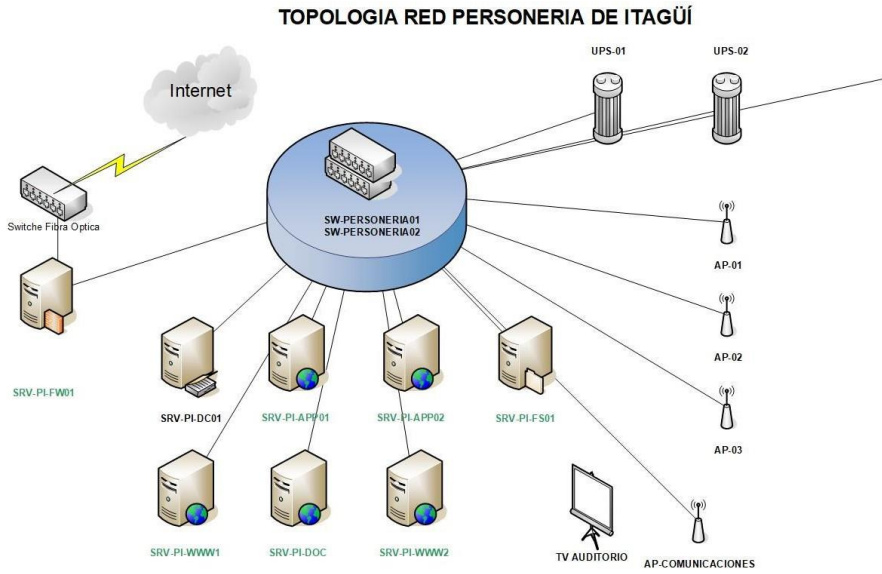 TOPOLOGIA RED PERSONERIA DE ITAGÜÍ
UPS-01
UPS-02
Internet
SW-PERSONERIA01
SW-PERSONERIA02
Switche Fibra Optica
AP-01
AP-02
SRV-PI-FW01
SRV-PI-DC01
SRV-PI-APP01
SRV-PI-APP02
SRV-PI-FS01
AP-03
SRV-PI-WWW1
SRV-PI-DOC
SRV-PI-WWW2
TV AUDITORIO
AP-COMUNICACIONES